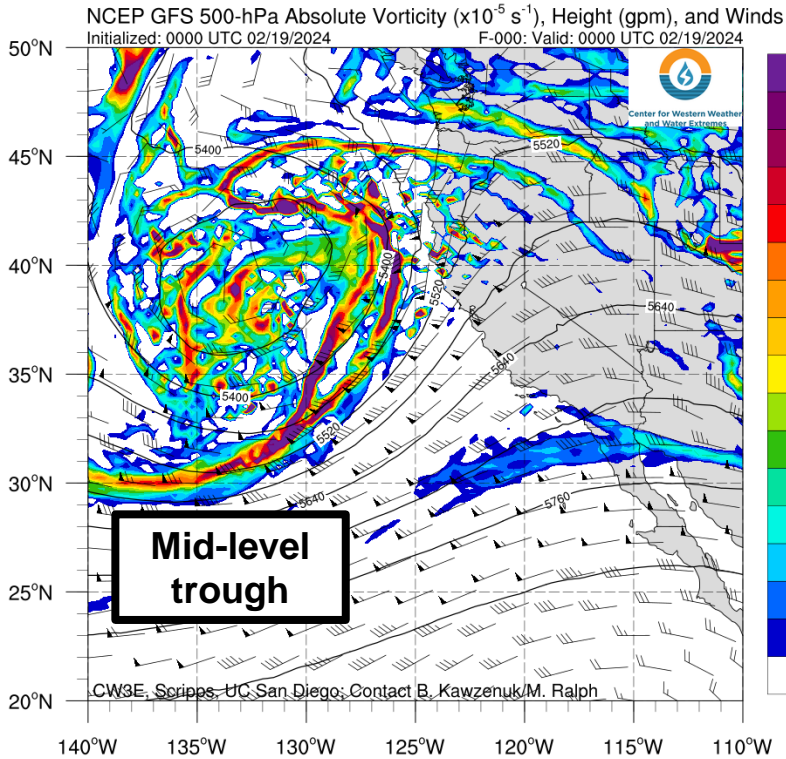 NCEP GFS 500-hPa Absolute Vorticity (x10⁻⁵ s⁻¹), Height (gpm), and Winds
Initialized: 0000 UTC 02/19/2024 F-000: Valid: 0000 UTC 02/19/2024
Center for Western Weather
and Water Extremes
50°N
45°N
40°N
35°N
30°N
25°N
20°N
5400
5520
5400
5520
5640
5640
5400
5520
5640
5760
Mid-level
trough
CW3E, Scripps, UC San Diego; Contact B. Kawzenuk/M. Ralph
140°W 135°W 130°W 125°W 120°W 115°W 110°W